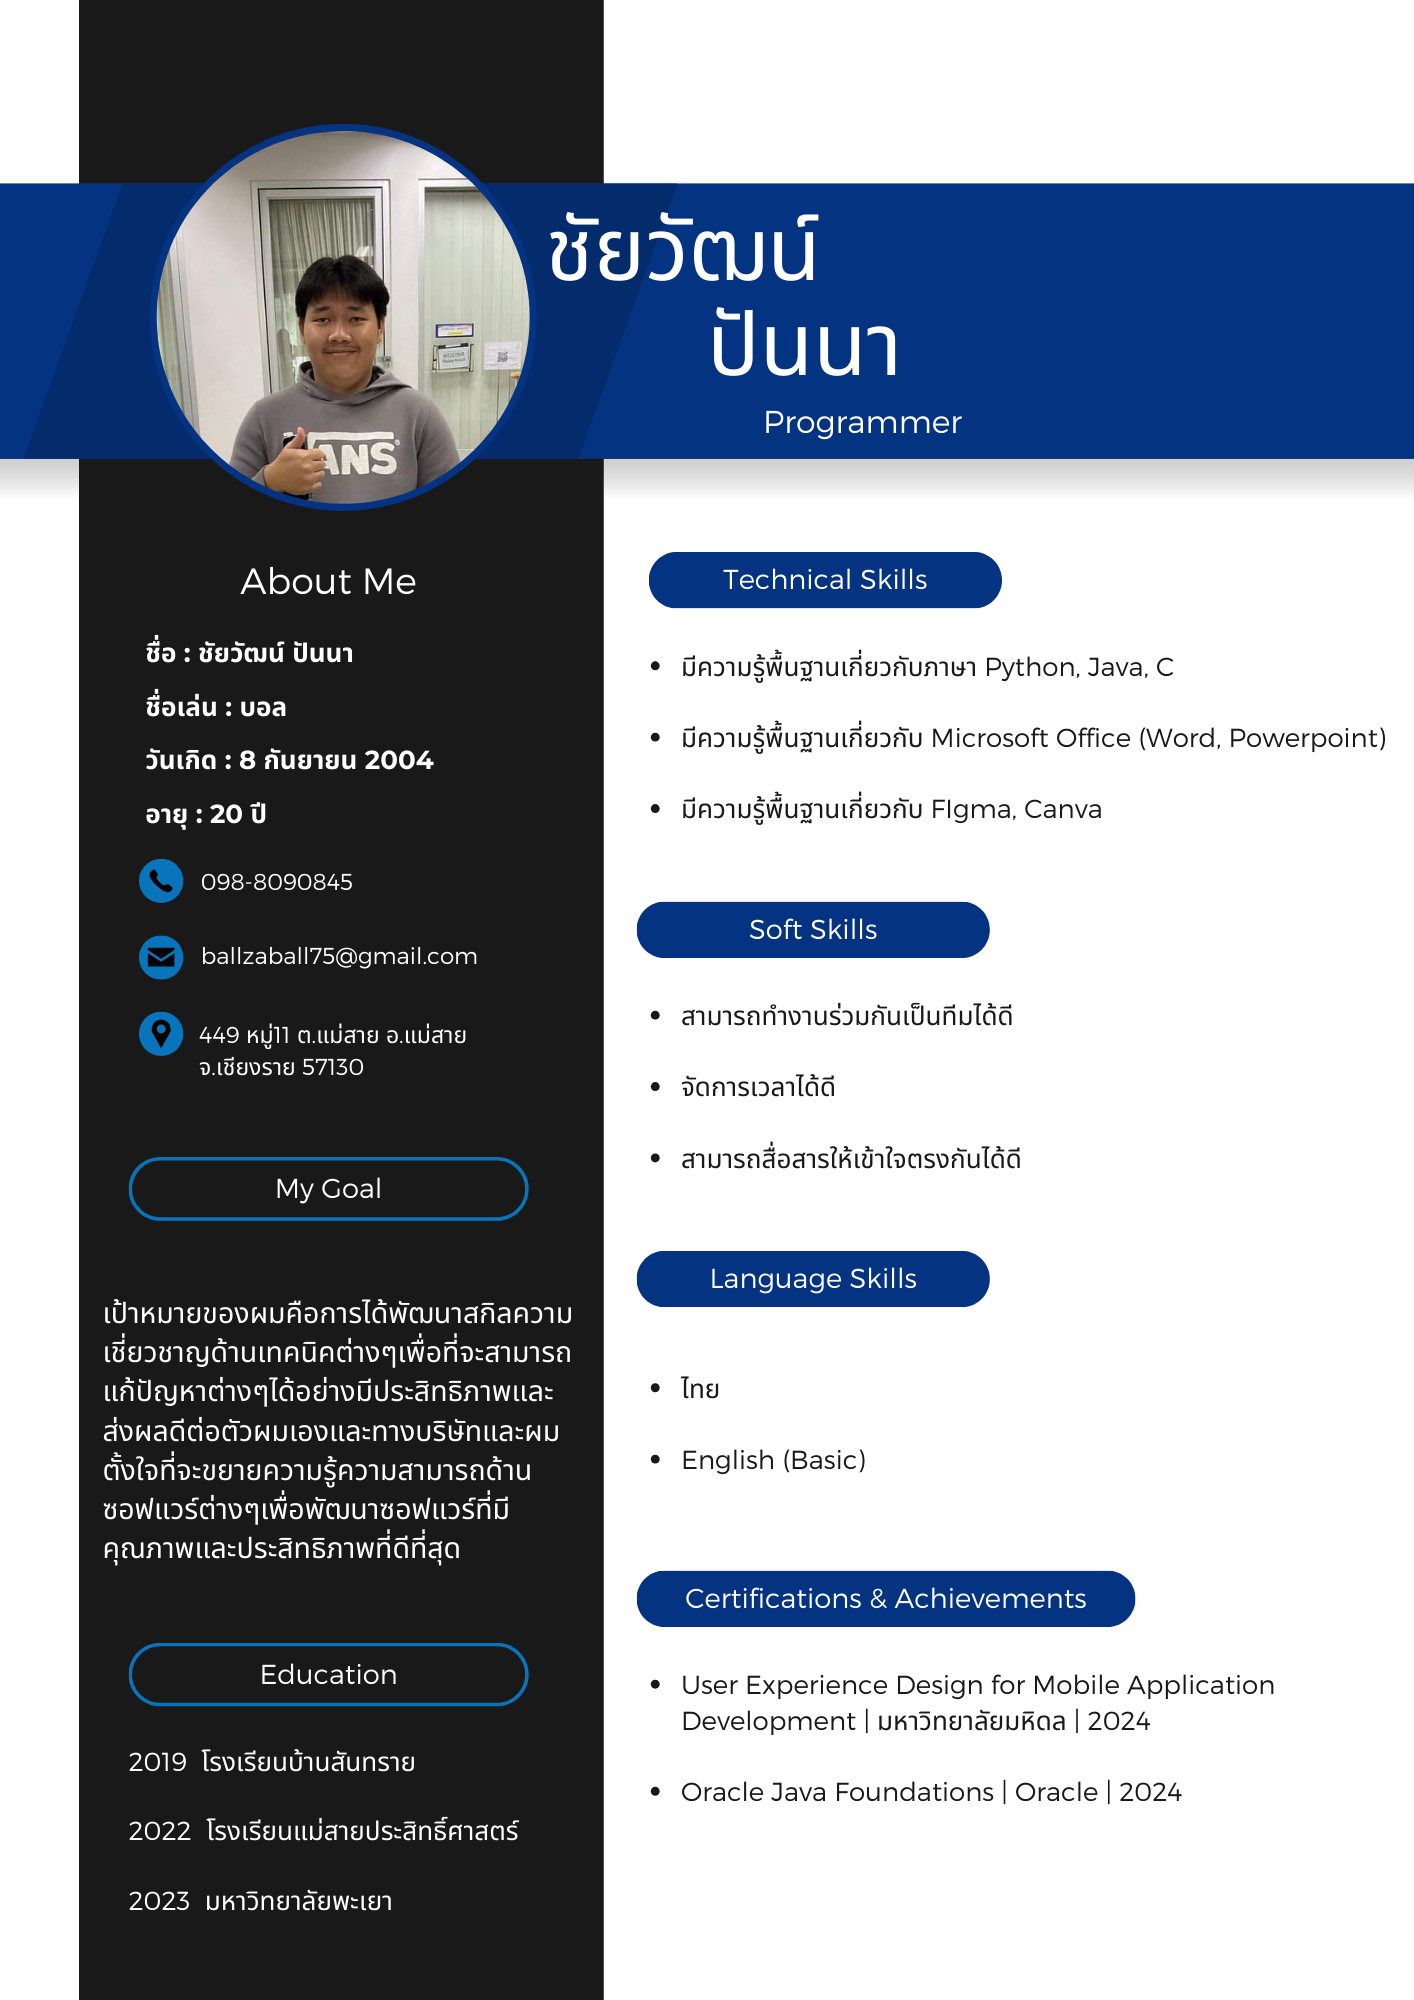 ชัยวัฒน์
ปันนา
Programmer
WELCOME
VANS
About Me
ชื่อ : ชัยวัฒน์ ปันนา
ชื่อเล่น : บอล
วันเกิด : 8 กันยายน 2004
อายุ : 20 ปี
098-8090845
ballzaball75@gmail.com
449 หมู่11 ต.แม่สาย อ.แม่สาย
จ.เชียงราย 57130
My Goal
เป้าหมายของผมคือการได้พัฒนาสกิลความ
เชี่ยวชาญด้านเทคนิคต่างๆเพื่อที่จะสามารถ
แก้ปัญหาต่างๆได้อย่างมีประสิทธิภาพและ
ส่งผลดีต่อตัวผมเองและทางบริษัทและผม
ตั้งใจที่จะขยายความรู้ความสามารถด้าน
ซอฟแวร์ต่างๆเพื่อพัฒนาซอฟแวร์ที่มี
คุณภาพและประสิทธิภาพที่ดีที่สุด
Education
2019 โรงเรียนบ้านสันทราย
2022 โรงเรียนแม่สายประสิทธิ์ศาสตร์
2023 มหาวิทยาลัยพะเยา
Technical Skills
• มีความรู้พื้นฐานเกี่ยวกับภาษา Python, Java, C
• มีความรู้พื้นฐานเกี่ยวกับ Microsoft Office (Word, Powerpoint)
• มีความรู้พื้นฐานเกี่ยวกับ FIgma, Canva
Soft Skills
• สามารถทำงานร่วมกันเป็นทีมได้ดี
• จัดการเวลาได้ดี
• สามารถสื่อสารให้เข้าใจตรงกันได้ดี
Language Skills
• ไทย
• English (Basic)
Certifications & Achievements
• User Experience Design for Mobile Application
Development | มหาวิทยาลัยมหิดล | 2024
• Oracle Java Foundations | Oracle | 2024